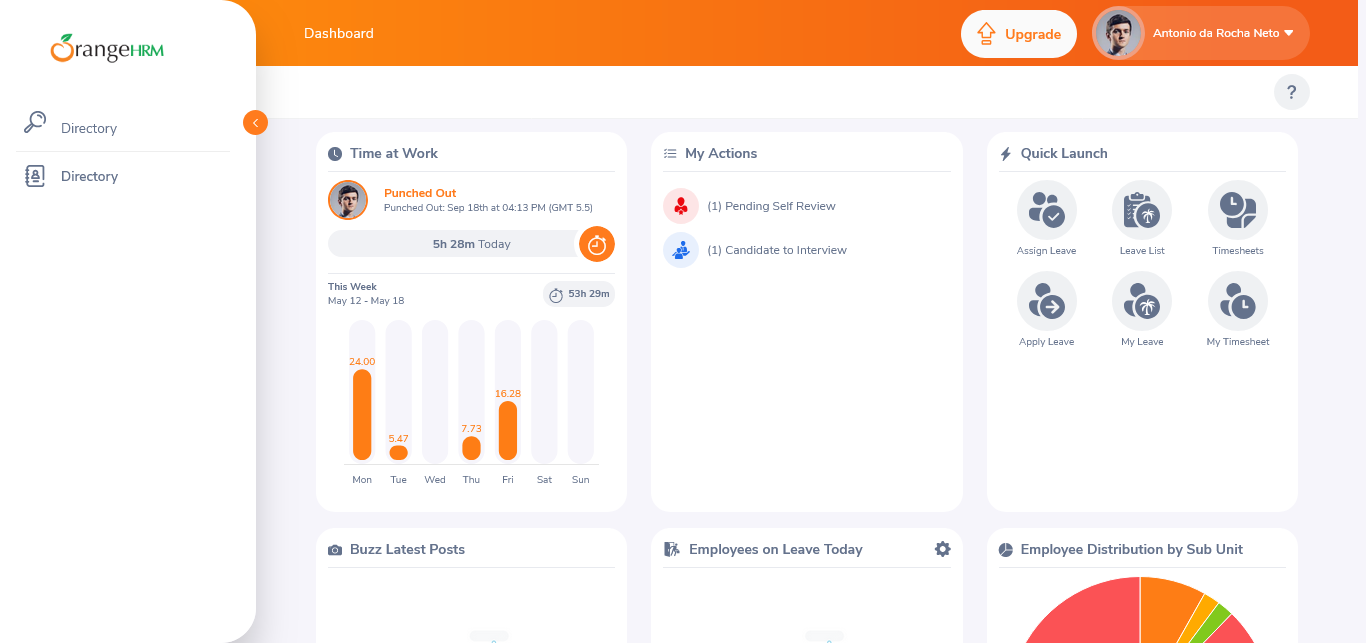 OrangeHRM
Directory
Directory
Dashboard
Upgrade
Antonio da Rocha Neto
?
Time at Work
Punched Out
Punched Out: Sep 18th at 04:13 PM (GMT 5.5)
5h 28m Today
This Week
May 12 - May 18
53h 29m
24.00
5.47
7.73
16.28
Mon Tue Wed Thu Fri Sat Sun
My Actions
(1) Pending Self Review
(1) Candidate to Interview
Quick Launch
Assign Leave Leave List Timesheets
Apply Leave My Leave My Timesheet
Buzz Latest Posts
Employees on Leave Today
Employee Distribution by Sub Unit